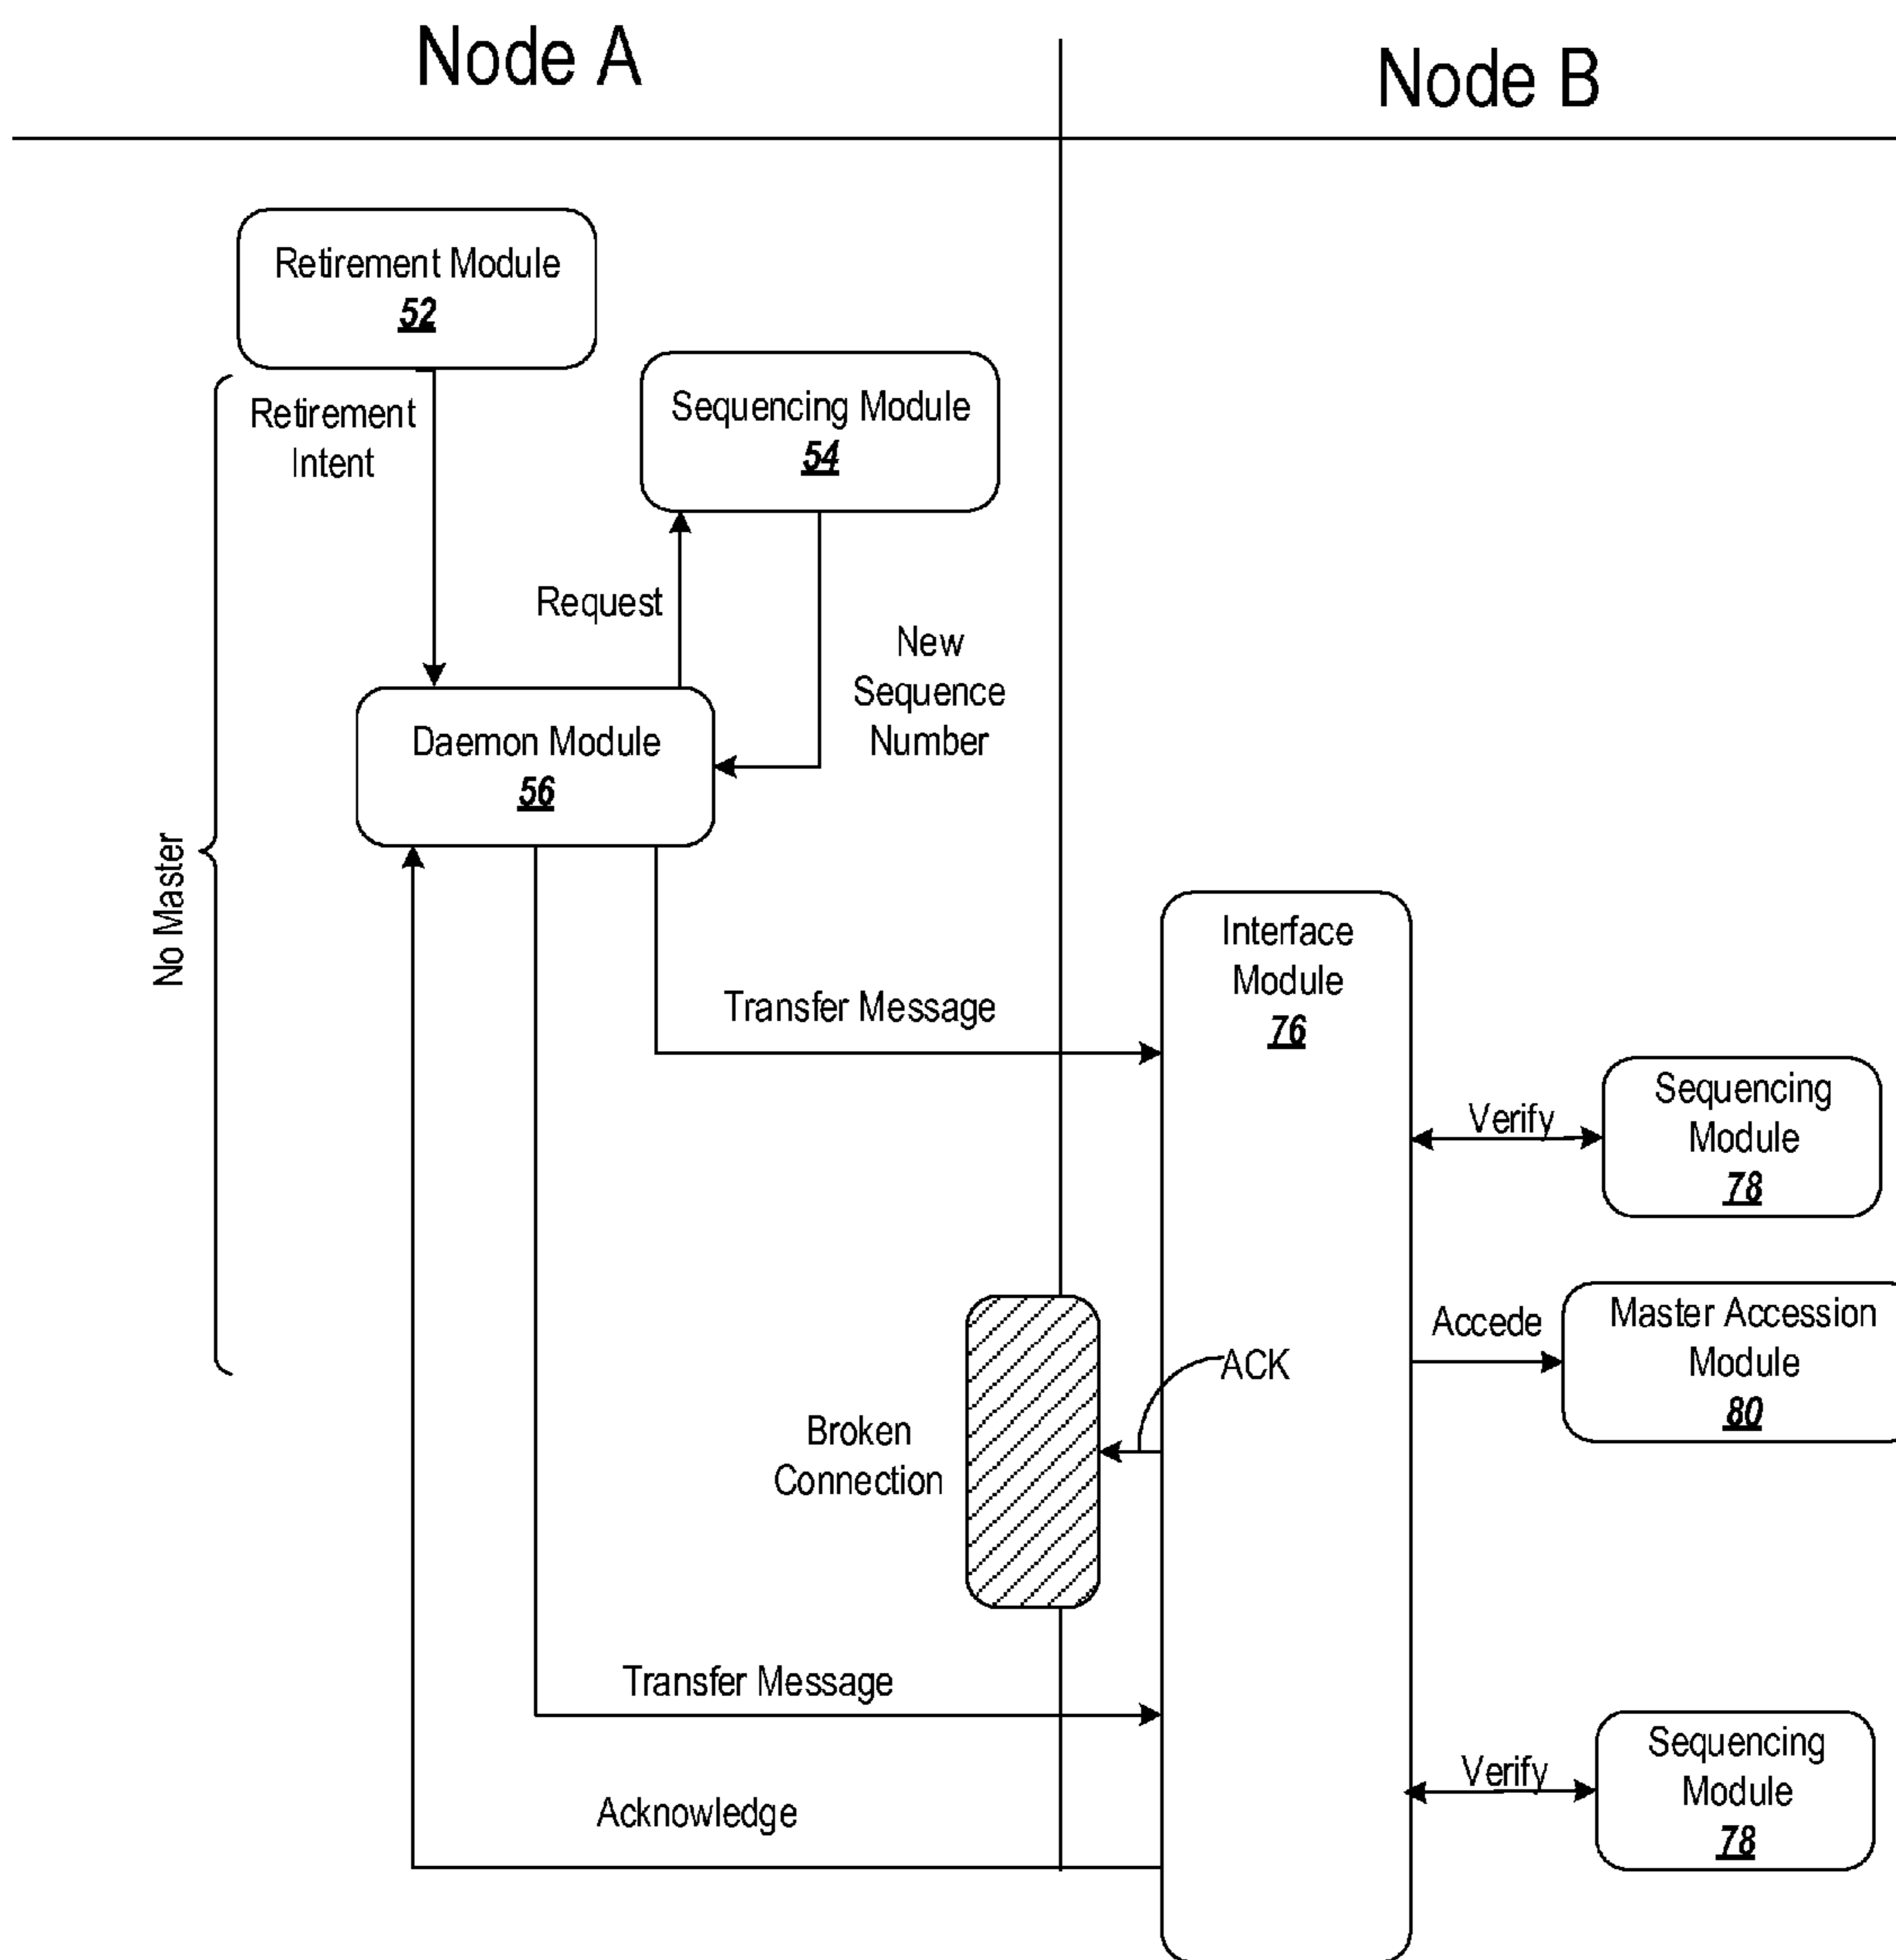 Node A
Node B
Retirement Module
52
Retirement
Intent
Sequencing Module
54
Request
New
Sequence
Number
Daemon Module
56
No Master
Interface
Module
76
Transfer Message
Verify
Sequencing
Module
78
Accede
Master Accession
Module
80
ACK
Broken
Connection
Transfer Message
Verify
Sequencing
Module
78
Acknowledge